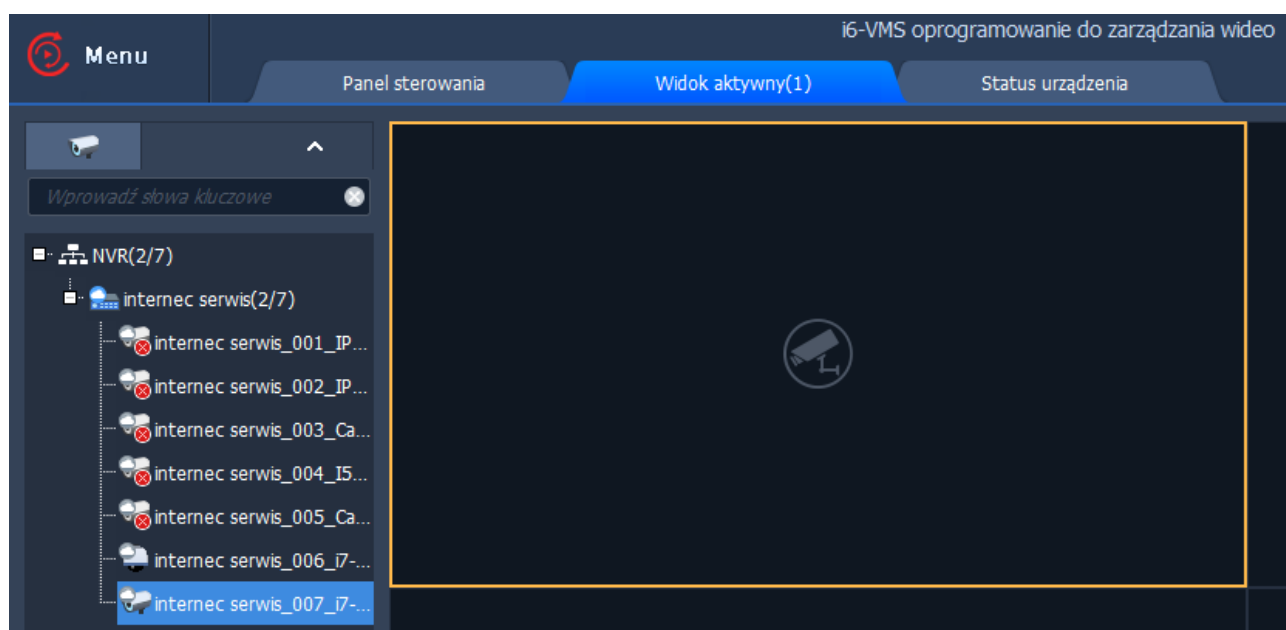 i6-VMS oprogramowanie do zarządzania wideo
Menu
Panel sterowania
Widok aktywny(1)
Status urządzenia
Wprowadź słowa kluczowe
NVR(2/7)
internec serwis(2/7)
internec serwis_001_IP...
internec serwis_002_IP...
internec serwis_003_Ca...
internec serwis_004_I5...
internec serwis_005_Ca...
internec serwis_006_i7-...
internec serwis_007_i7-...